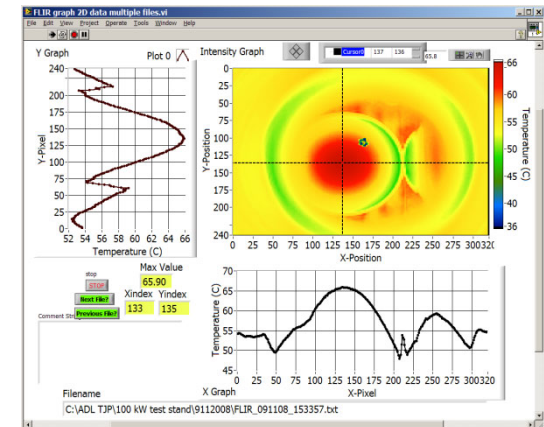 FLIR graph 2D data multiple files.vi
File Edit View Project Operate Tools Window Help
Y Graph
Plot 0
Intensity Graph
Cursor0 137 136 65.8
240
200
175
150
125
100
75
50
25
0
Y-Pixel
52 54 56 58 60 62 64 66
Temperature (C)
0
25
50
75
100
125
150
175
200
240
Y-Position
0 25 50 75 100 125 150 175 200 225 250 275 300 320
X-Position
66
60
55
50
45
40
36
Temperature (C)
stop
STOP
Next File?
Previous File?
Max Value
65.90
Xindex Yindex
133 135
70
65
60
55
50
45
Temperature (C)
0 25 50 75 100 125 150 175 200 225 250 275 300 320
X Graph
X-Pixel
Comment
Filename
C:\ADL TJP\100 kW test stand\9112008\FLIR_091108_153357.txt